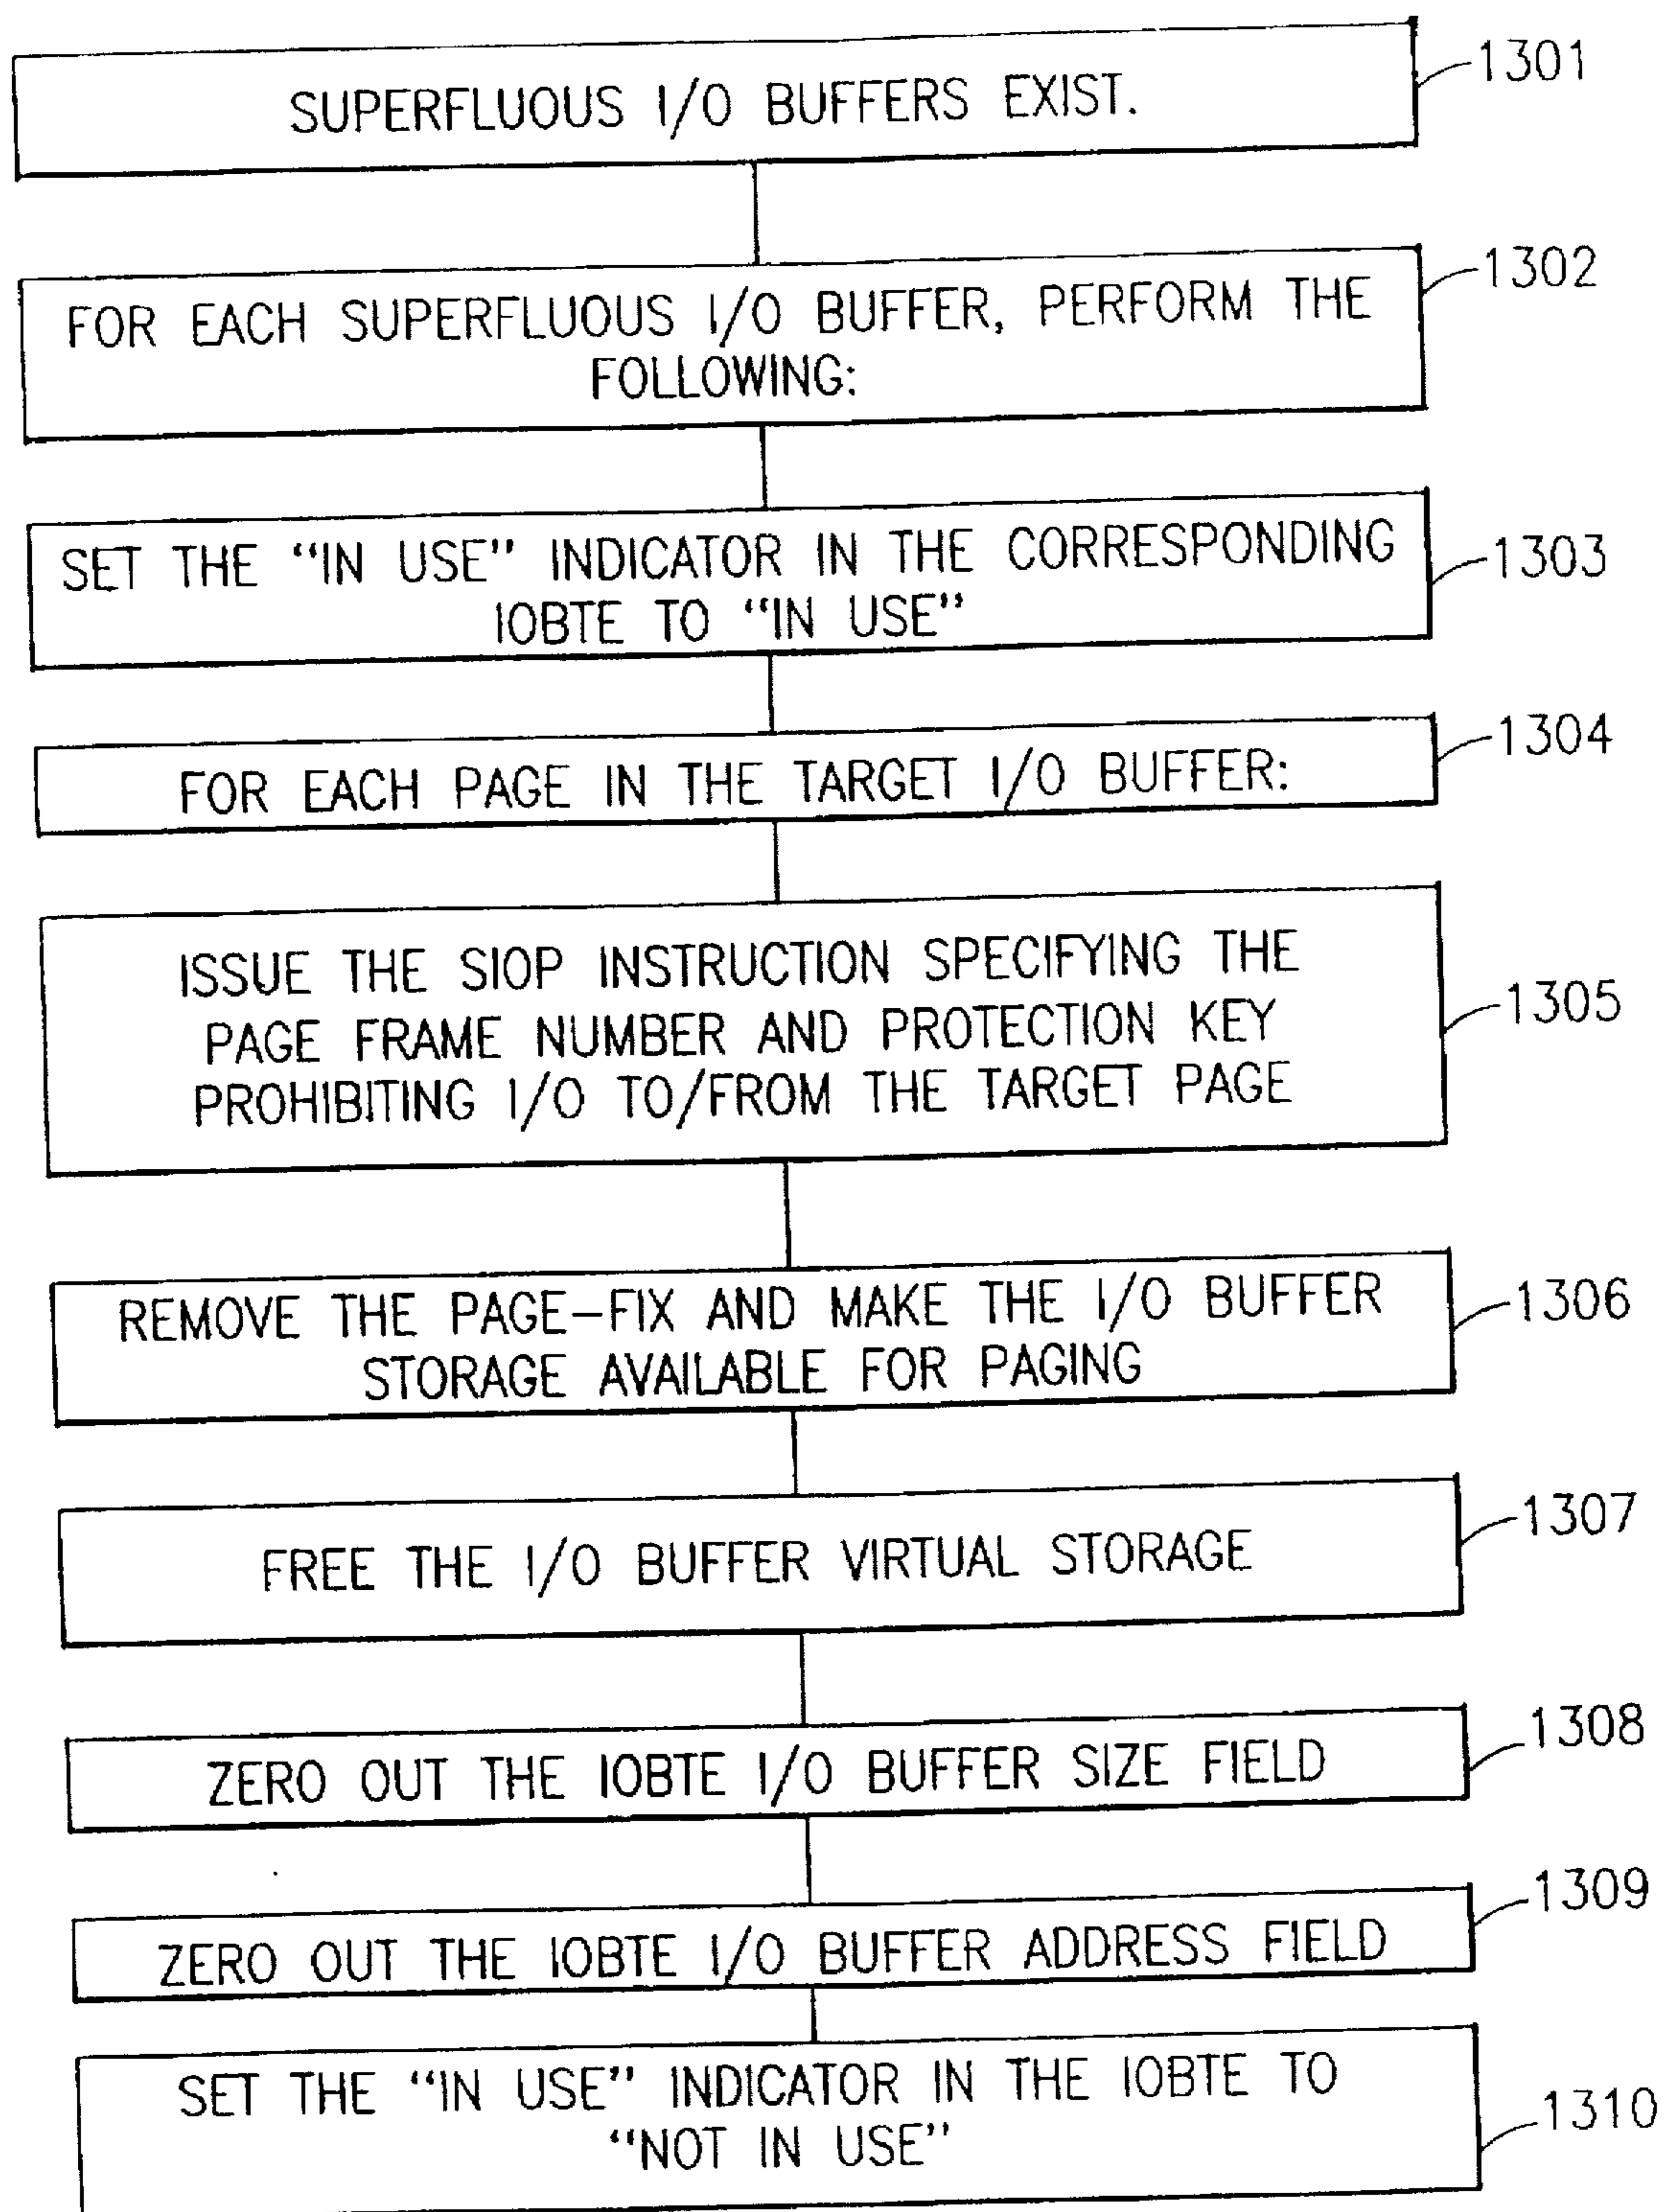 SUPERFLUOUS I/O BUFFERS EXIST.
1301
FOR EACH SUPERFLUOUS I/O BUFFER, PERFORM THE
FOLLOWING:
1302
SET THE “IN USE” INDICATOR IN THE CORRESPONDING
IOBTE TO “IN USE”
1303
FOR EACH PAGE IN THE TARGET I/O BUFFER:
1304
ISSUE THE SIOP INSTRUCTION SPECIFYING THE
PAGE FRAME NUMBER AND PROTECTION KEY
PROHIBITING I/O TO/FROM THE TARGET PAGE
1305
REMOVE THE PAGE-FIX AND MAKE THE I/O BUFFER
STORAGE AVAILABLE FOR PAGING
1306
FREE THE I/O BUFFER VIRTUAL STORAGE
1307
ZERO OUT THE IOBTE I/O BUFFER SIZE FIELD
1308
ZERO OUT THE IOBTE I/O BUFFER ADDRESS FIELD
1309
SET THE “IN USE” INDICATOR IN THE IOBTE TO
“NOT IN USE”
1310